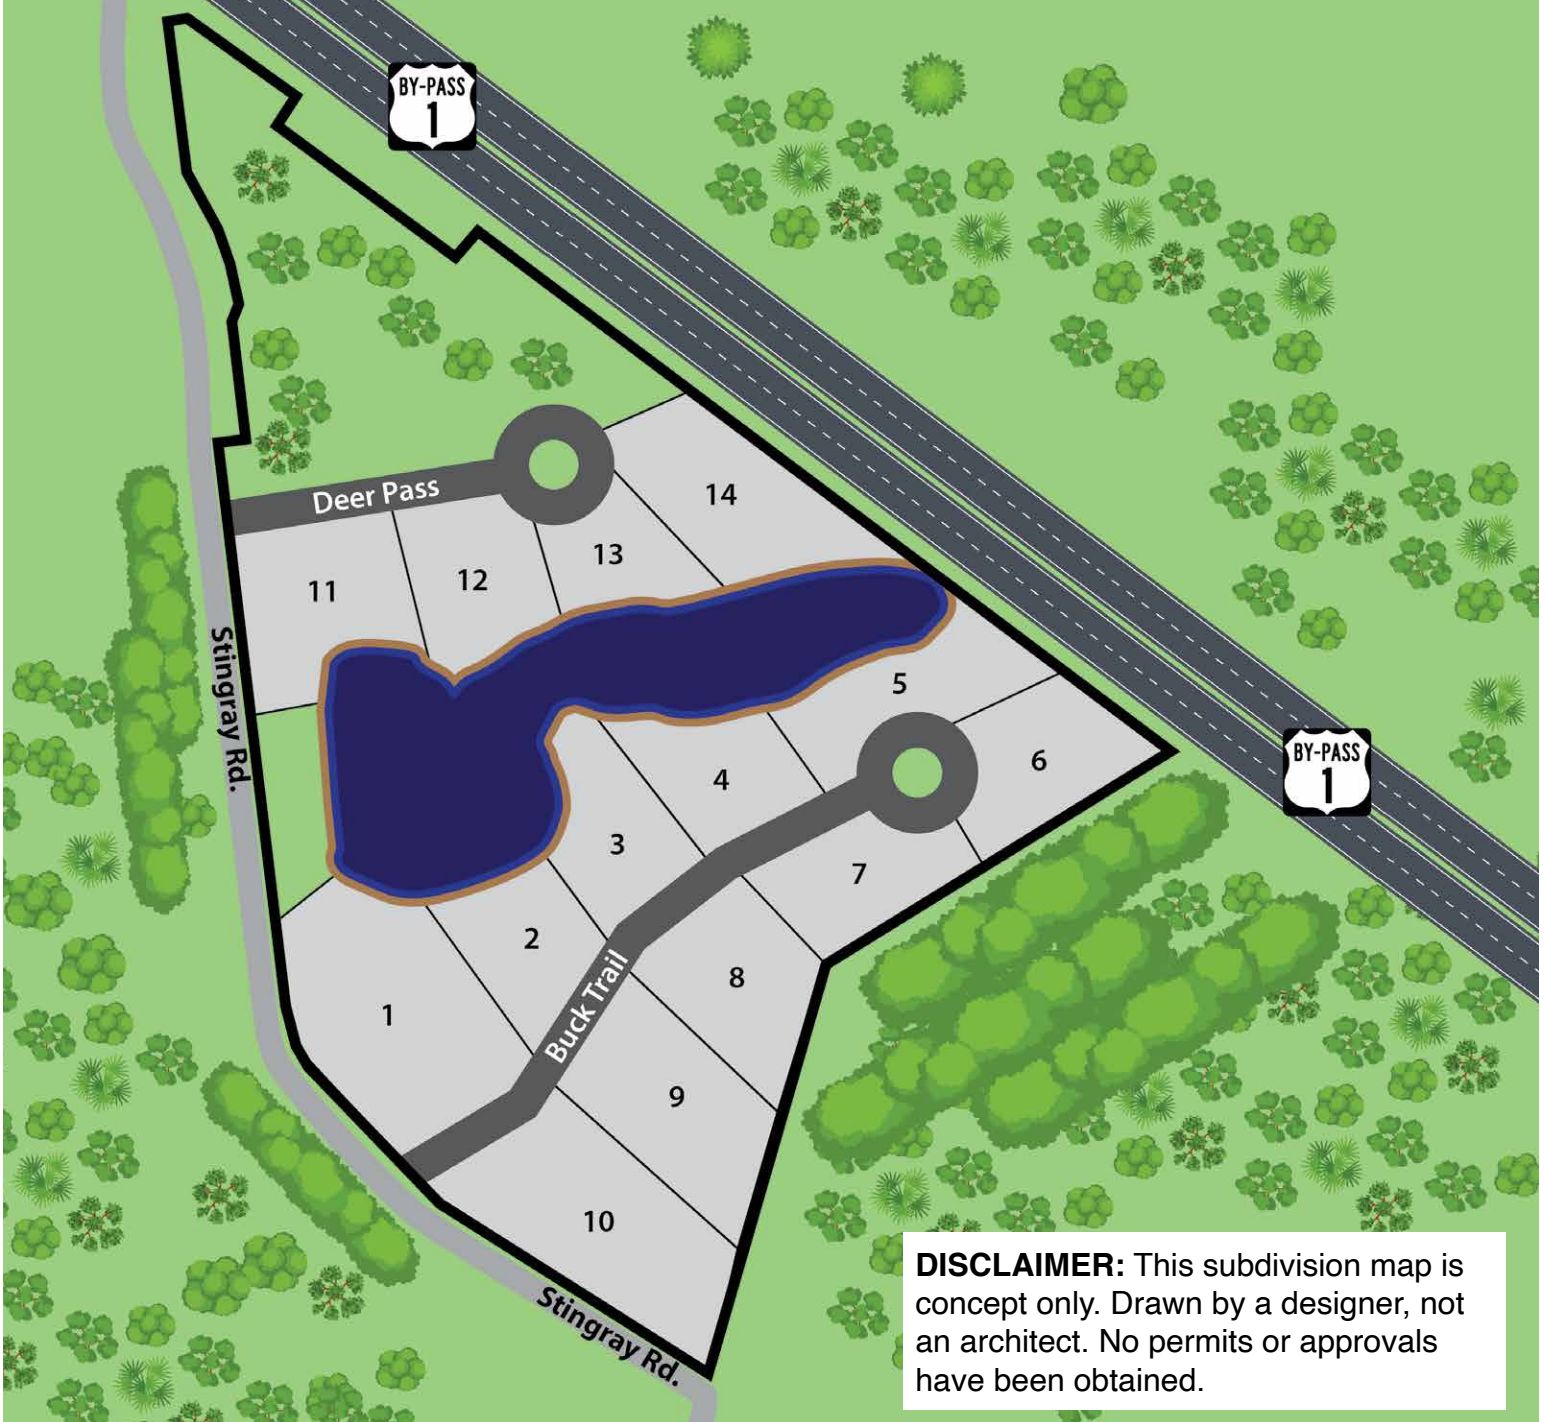 BY-PASS
1
Deer Pass
14
13
12
11
Stingray Rd.
5
BY-PASS
1
6
4
3
7
2
8
1
Buck Trail
9
10
Stingray Rd.
DISCLAIMER: This subdivision map is
concept only. Drawn by a designer, not
an architect. No permits or approvals
have been obtained.